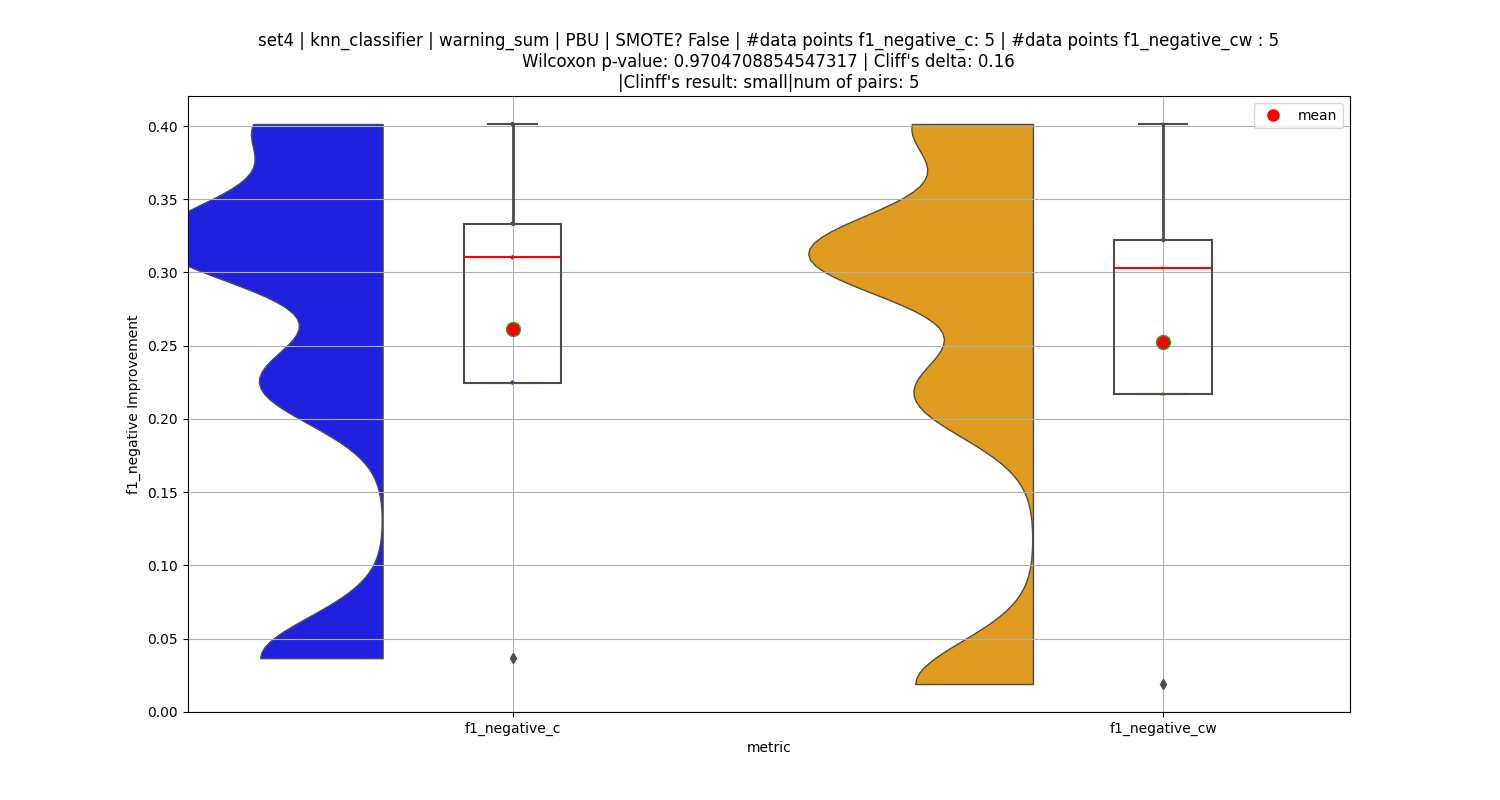 set4 | knn_classifier | warning_sum | PBU | SMOTE? False | #data points f1_negative_c: 5 | #data points f1_negative_cw : 5
Wilcoxon p-value: 0.9704708854547317 | Cliff's delta: 0.16
|Clinff's result: small|num of pairs: 5
mean
0.40
0.35
0.30
0.25
0.20
0.15
0.10
0.05
0.00
f1_negative Improvement
f1_negative_c
f1_negative_cw
metric